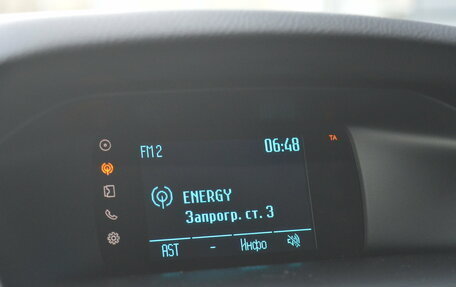 FM2 06:48 TA
ENERGY
Запрогр. ст. 3
AST - Инфо